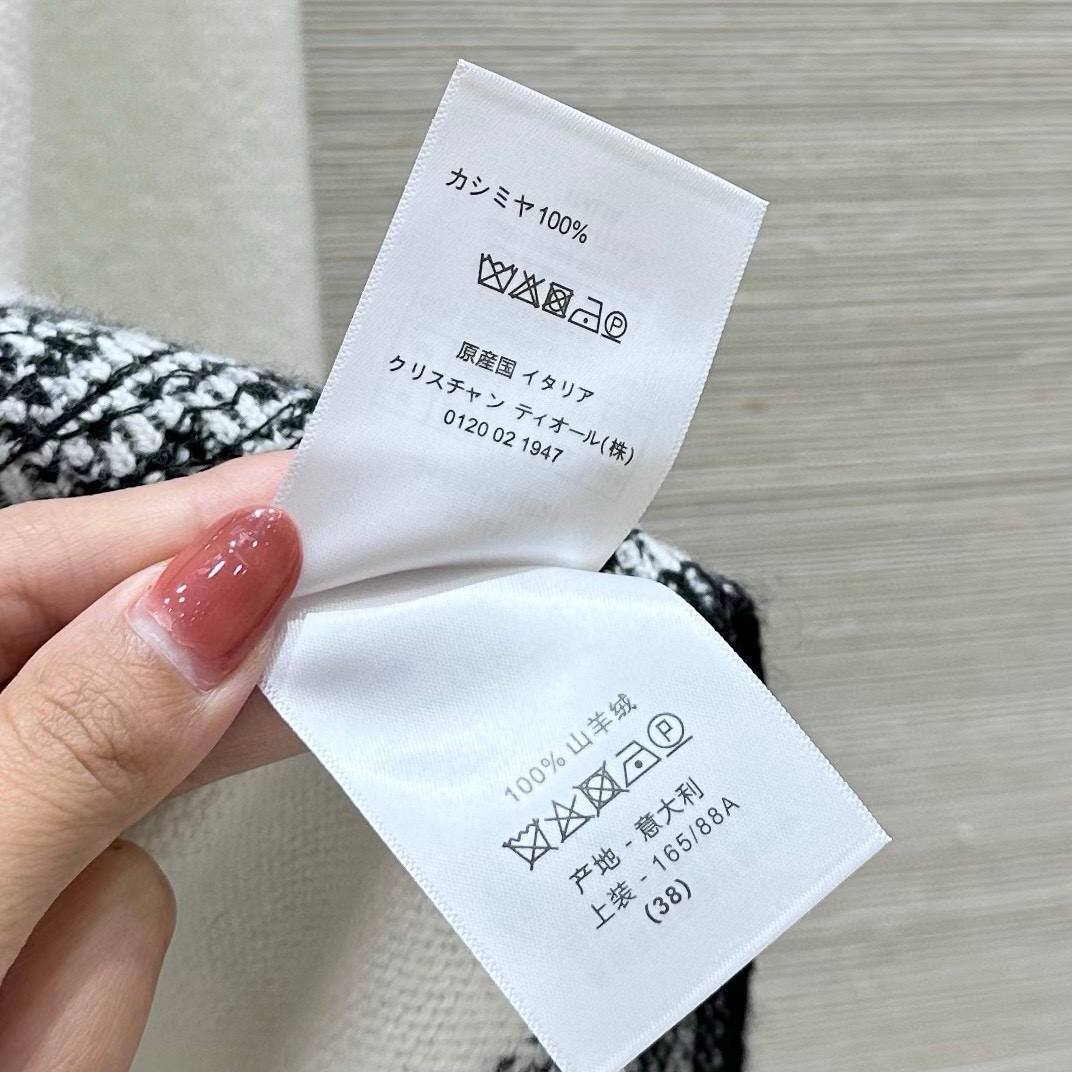 カシミヤ100%
P
原産国 イタリア
クリスチャン ティオール(株)
0120 02 1947
100% 山羊绒
P
产地 - 意大利
上装 - 165/88A
(38)